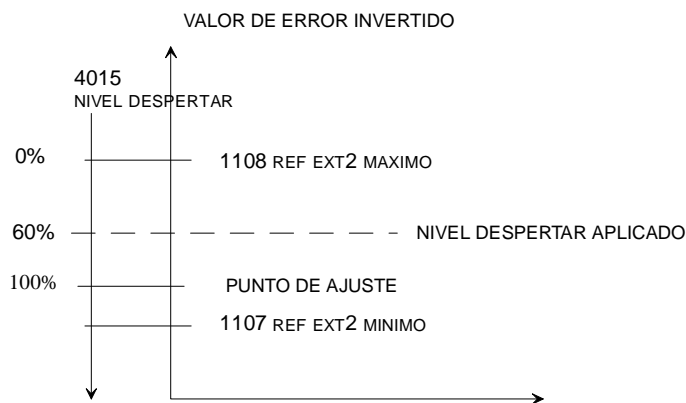 VALOR DE ERROR INVERTIDO
4015
NIVEL DESPERTAR
0%
1108 REF EXT2 MAXIMO
60%
NIVEL DESPERTAR APLICADO
100%
PUNTO DE AJUSTE
1107 REF EXT2 MINIMO